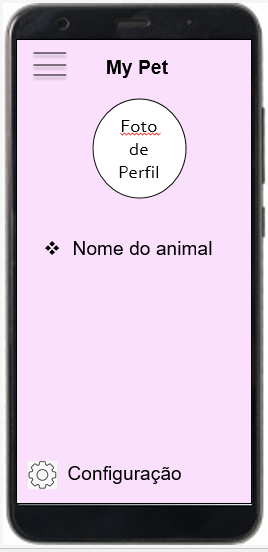 My Pet
Foto
de
Perfil
Nome do animal
Configuração